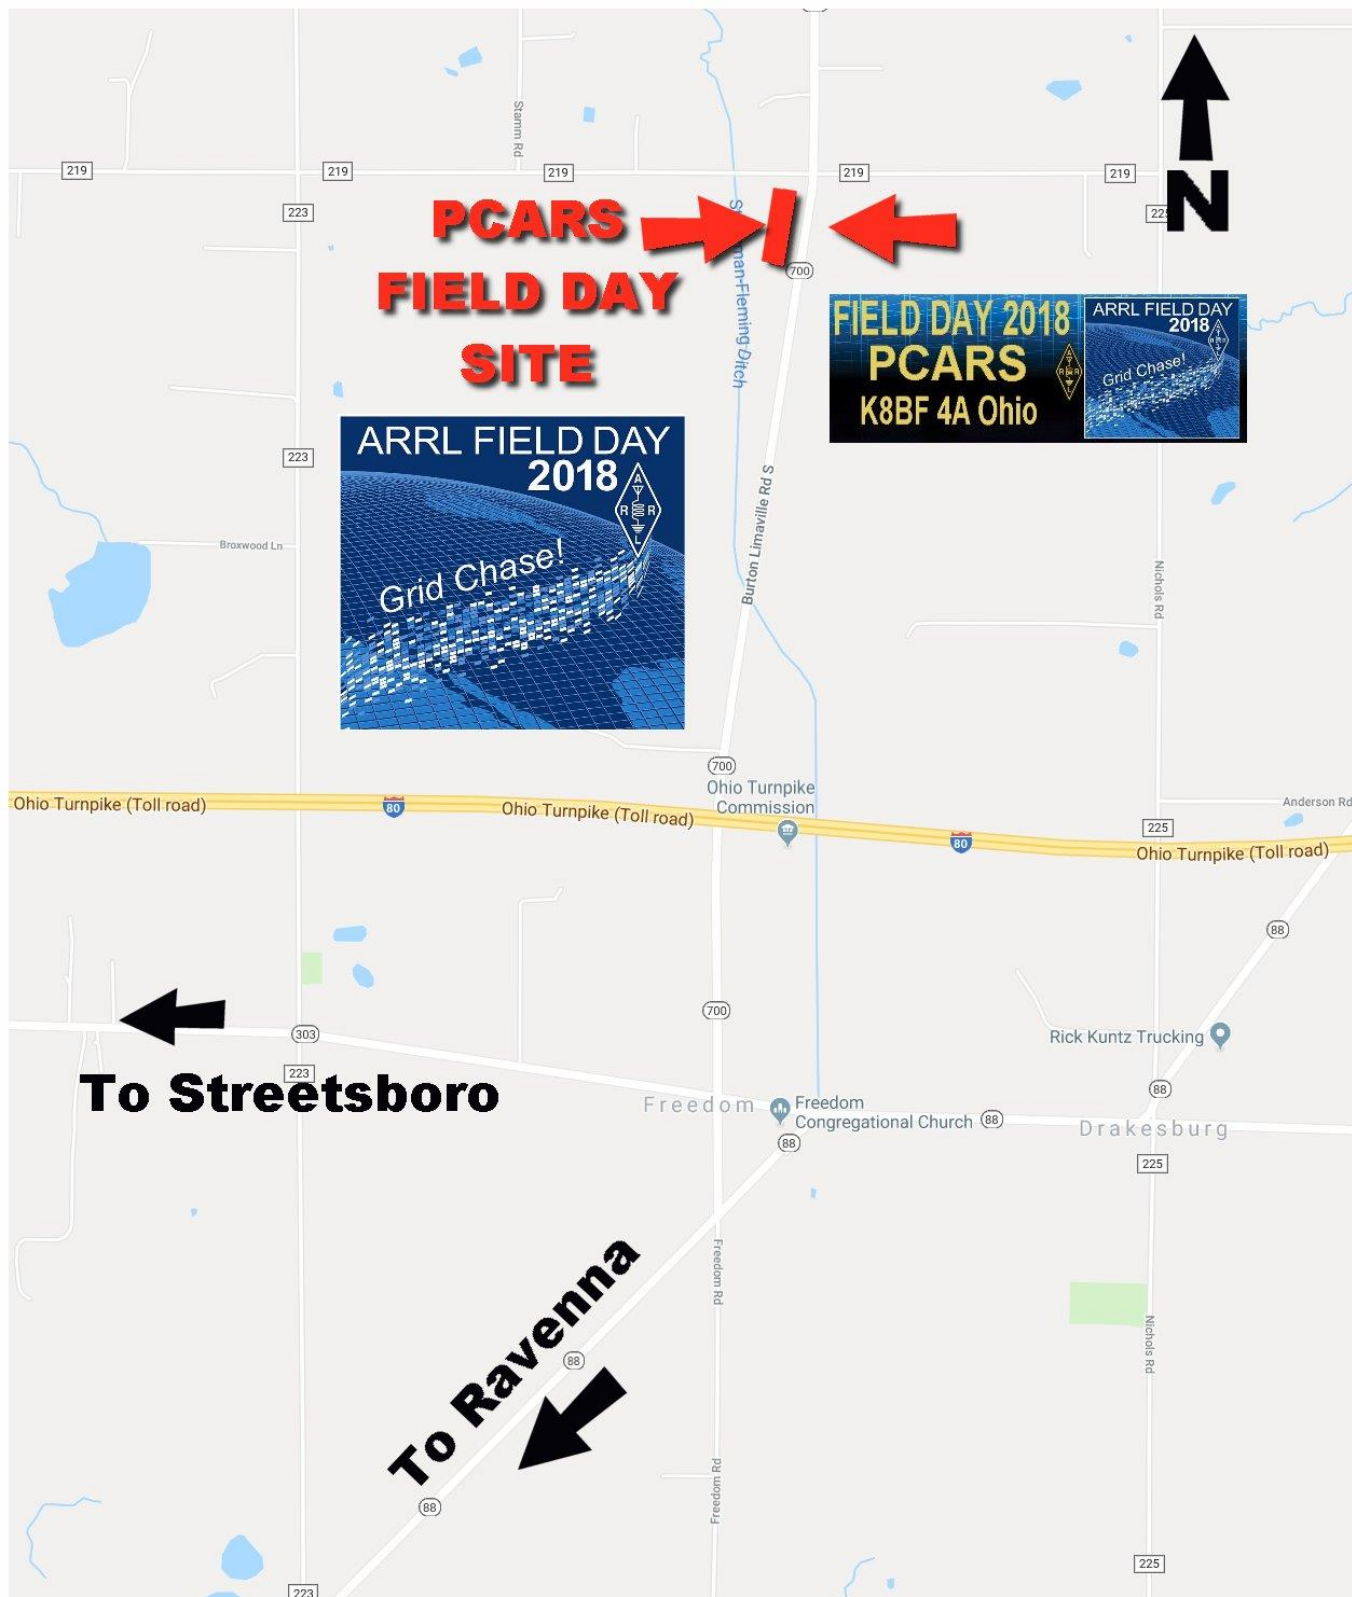 Stamm Rd
219
219
219
219
219
223
225
N
PCARS
FIELD DAY
SITE
700
man-Fleming Ditch
FIELD DAY 2018
PCARS
K8BF 4A Ohio
ARRL FIELD DAY
2018
Grid Chase!
ARRL FIELD DAY
2018
A
R R
L
Grid Chase!
223
Broxwood Ln
Burton Limaville Rd S
Nichols Rd
700
Ohio Turnpike
Commission
Ohio Turnpike (Toll road)
80
Ohio Turnpike (Toll road)
80
225
Anderson Rd
Ohio Turnpike (Toll road)
88
700
303
Rick Kuntz Trucking
223
To Streetsboro
88
Freedom
Freedom
Congregational Church
88
Drakesburg
88
225
Freedom Rd
To Ravenna
88
Nichols Rd
Freedom Rd
88
225
223